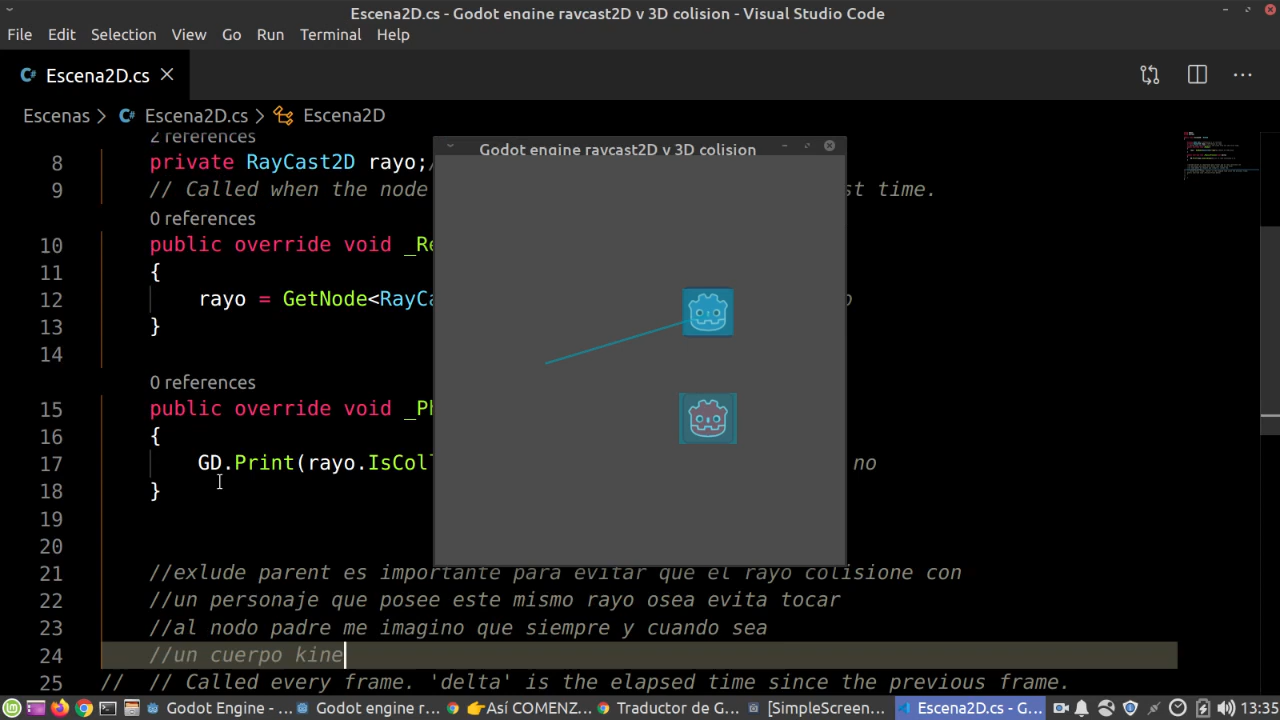 Escena2D.cs - Godot engine raycast2D y 3D colision - Visual Studio Code
File Edit Selection View Go Run Terminal Help
Escena2D.cs
Escenas > Escena2D.cs > Escena2D
2 references
8 private RayCast2D rayo;/
Godot engine raycast2D y 3D colision
9 // Called when the node st time.
0 references
10 public override void _Re
11 {
12 rayo = GetNode<RayCa o
13 }
14
0 references
15 public override void _Ph
16 {
17 GD.Print(rayo.IsColl no
18 }
19
20
21 //exlude parent es importante para evitar que el rayo colisione con
22 //un personaje que posee este mismo rayo osea evita tocar
23 //al nodo padre me imagino que siempre y cuando sea
24 //un cuerpo kine
25 // // Called every frame. 'delta' is the elapsed time since the previous frame.
Godot Engine - ... Godot engine r... 👉Así COMENZ... Traductor de G... [SimpleScreen... Escena2D.cs - G... 13:35